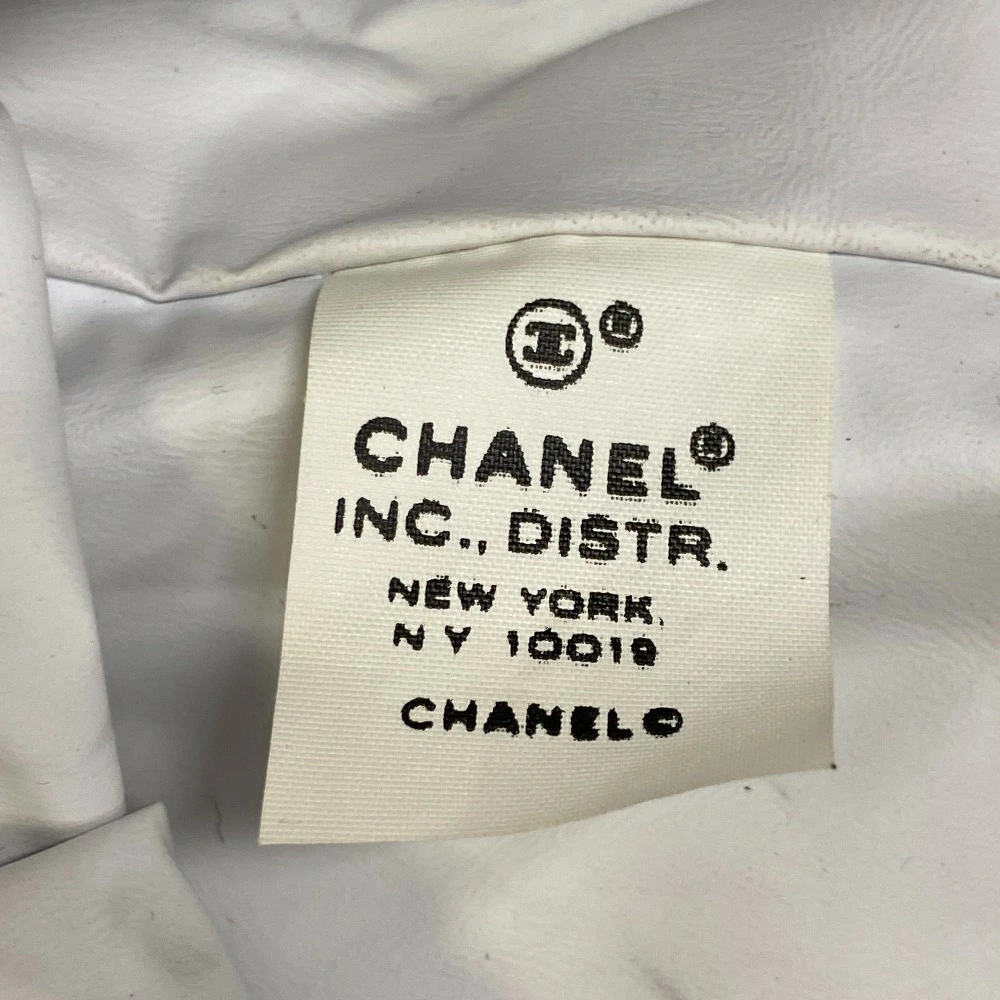 CHANEL®
INC., DISTR.
NEW YORK,
NY 10019
CHANEL©